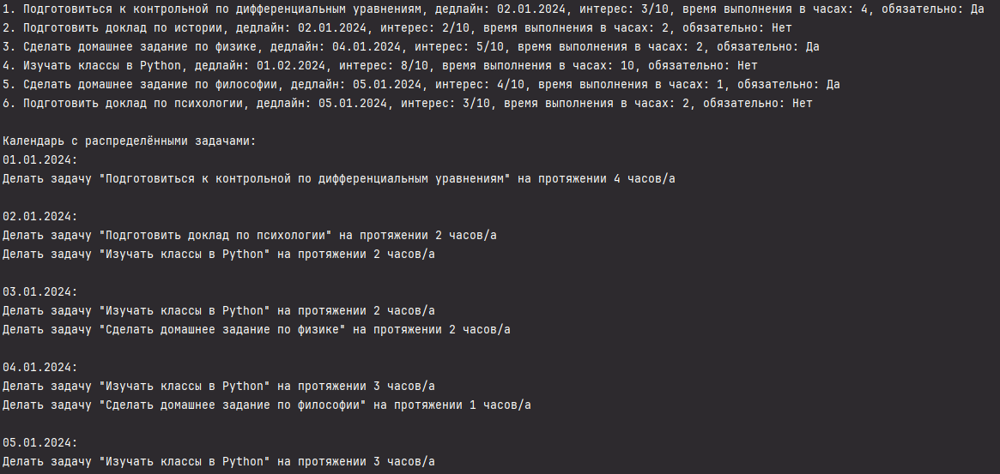 1. Подготовиться к контрольной по дифференциальным уравнениям, дедлайн: 02.01.2024, интерес: 3/10, время выполнения в часах: 4, обязательно: Да
2. Подготовить доклад по истории, дедлайн: 02.01.2024, интерес: 2/10, время выполнения в часах: 2, обязательно: Нет
3. Сделать домашнее задание по физике, дедлайн: 04.01.2024, интерес: 5/10, время выполнения в часах: 2, обязательно: Да
4. Изучать классы в Python, дедлайн: 01.02.2024, интерес: 8/10, время выполнения в часах: 10, обязательно: Нет
5. Сделать домашнее задание по философии, дедлайн: 05.01.2024, интерес: 4/10, время выполнения в часах: 1, обязательно: Да
6. Подготовить доклад по психологии, дедлайн: 05.01.2024, интерес: 3/10, время выполнения в часах: 2, обязательно: Нет
Календарь с распределёнными задачами:
01.01.2024:
Делать задачу "Подготовиться к контрольной по дифференциальным уравнениям" на протяжении 4 часов/а
02.01.2024:
Делать задачу "Подготовить доклад по психологии" на протяжении 2 часов/а
Делать задачу "Изучать классы в Python" на протяжении 2 часов/а
03.01.2024:
Делать задачу "Изучать классы в Python" на протяжении 2 часов/а
Делать задачу "Сделать домашнее задание по физике" на протяжении 2 часов/а
04.01.2024:
Делать задачу "Изучать классы в Python" на протяжении 3 часов/а
Делать задачу "Сделать домашнее задание по философии" на протяжении 1 часов/а
05.01.2024:
Делать задачу "Изучать классы в Python" на протяжении 3 часов/а